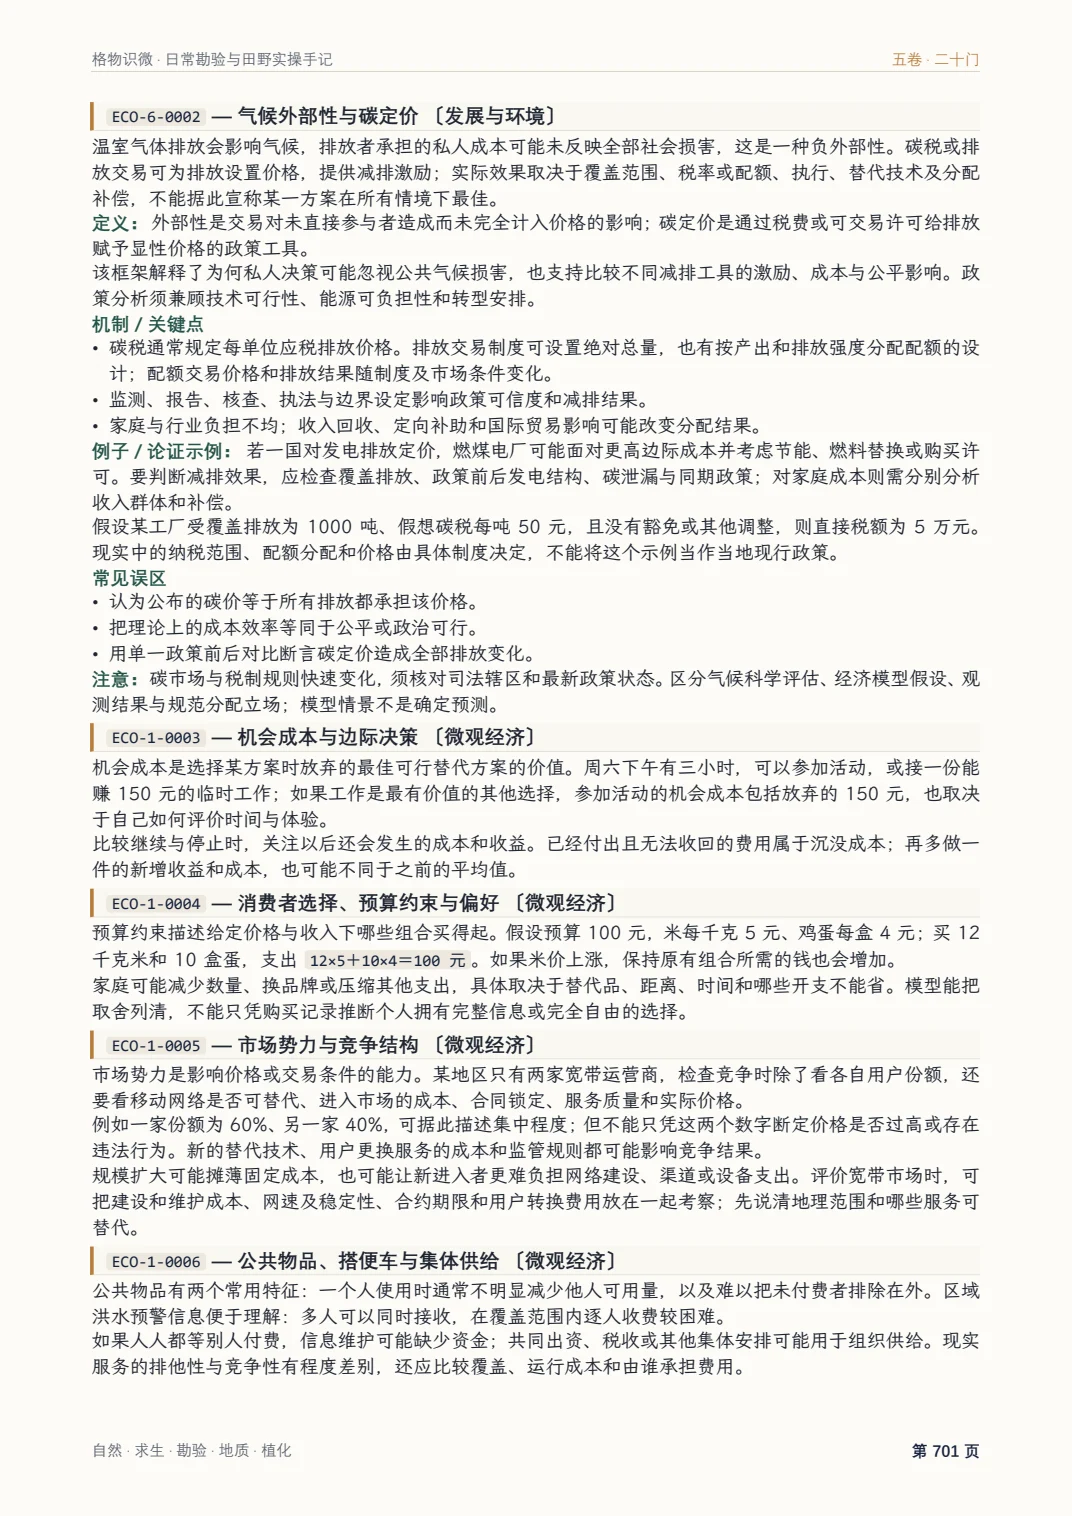 格物识微 · 日常勘验与田野实操手记
五卷 · 二十门
ECO-6-0002 — 气候外部性与碳定价 〔发展与环境〕
温室气体排放会影响气候，排放者承担的私人成本可能未反映全部社会损害，这是一种负外部性。碳税或排
放交易可为排放设置价格，提供减排激励；实际效果取决于覆盖范围、税率或配额、执行、替代技术及分配
补偿，不能据此宣称某一方案在所有情境下最佳。
定义：外部性是交易对未直接参与者造成而未完全计入价格的影响；碳定价是通过税费或可交易许可给排放
赋予显性价格的政策工具。
该框架解释了为何私人决策可能忽视公共气候损害，也支持比较不同减排工具的激励、成本与公平影响。政
策分析须兼顾技术可行性、能源可负担性和转型安排。
机制 / 关键点
• 碳税通常规定每单位应税排放价格。排放交易制度可设置绝对总量，也有按产出和排放强度分配配额的设
计；配额交易价格和排放结果随制度及市场条件变化。
• 监测、报告、核查、执法与边界设定影响政策可信度和减排结果。
• 家庭与行业负担不均；收入回收、定向补助和国际贸易影响可能改变分配结果。
例子 / 论证示例：若一国对发电排放定价，燃煤电厂可能面对更高边际成本并考虑节能、燃料替换或购买许
可。要判断减排效果，应检查覆盖排放、政策前后发电结构、碳泄漏与同期政策；对家庭成本则需分别分析
收入群体和补偿。
假设某工厂受覆盖排放为 1000 吨、假想碳税每吨 50 元，且没有豁免或其他调整，则直接税额为 5 万元。
现实中的纳税范围、配额分配和价格由具体制度决定，不能将这个示例当作当地现行政策。
常见误区
• 认为公布的碳价等于所有排放都承担该价格。
• 把理论上的成本效率等同于公平或政治可行。
• 用单一政策前后对比断言碳定价造成全部排放变化。
注意：碳市场与税制规则快速变化，须核对司法辖区和最新政策状态。区分气候科学评估、经济模型假设、观
测结果与规范分配立场；模型情景不是确定预测。
ECO-1-0003 — 机会成本与边际决策 〔微观经济〕
机会成本是选择某方案时放弃的最佳可行替代方案的价值。周六下午有三小时，可以参加活动，或接一份能
赚 150 元的临时工作；如果工作是最有价值的其他选择，参加活动的机会成本包括放弃的 150 元，也取决
于自己如何评价时间与体验。
比较继续与停止时，关注以后还会发生的成本和收益。已经付出且无法收回的费用属于沉没成本；再多做一
件的新增收益和成本，也可能不同于之前的平均值。
ECO-1-0004 — 消费者选择、预算约束与偏好 〔微观经济〕
预算约束描述给定价格与收入下哪些组合买得起。假设预算 100 元，米每千克 5 元、鸡蛋每盒 4 元；买 12
千克米和 10 盒蛋，支出 12×5+10×4=100 元。如果米价上涨，保持原有组合所需的钱也会增加。
家庭可能减少数量、换品牌或压缩其他支出，具体取决于替代品、距离、时间和哪些开支不能省。模型能把
取舍列清，不能只凭购买记录推断个人拥有完整信息或完全自由的选择。
ECO-1-0005 — 市场势力与竞争结构 〔微观经济〕
市场势力是影响价格或交易条件的能力。某地区只有两家宽带运营商，检查竞争时除了看各自用户份额，还
要看移动网络是否可替代、进入市场的成本、合同锁定、服务质量和实际价格。
例如一家份额为 60%、另一家 40%，可据此描述集中程度；但不能只凭这两个数字断定价格是否过高或存在
违法行为。新的替代技术、用户更换服务的成本和监管规则都可能影响竞争结果。
规模扩大可能摊薄固定成本，也可能让新进入者更难负担网络建设、渠道或设备支出。评价宽带市场时，可
把建设和维护成本、网速及稳定性、合约期限和用户转换费用放在一起考察；先说清地理范围和哪些服务可
替代。
ECO-1-0006 — 公共物品、搭便车与集体供给 〔微观经济〕
公共物品有两个常用特征：一个人使用时通常不明显减少他人可用量，以及难以把未付费者排除在外。区域
洪水预警信息便于理解：多人可以同时接收，在覆盖范围内逐人收费较困难。
如果人人都等别人付费，信息维护可能缺少资金；共同出资、税收或其他集体安排可能用于组织供给。现实
服务的排他性与竞争性有程度差别，还应比较覆盖、运行成本和由谁承担费用。
自然 · 求生 · 勘验 · 地质 · 植化
第 701 页